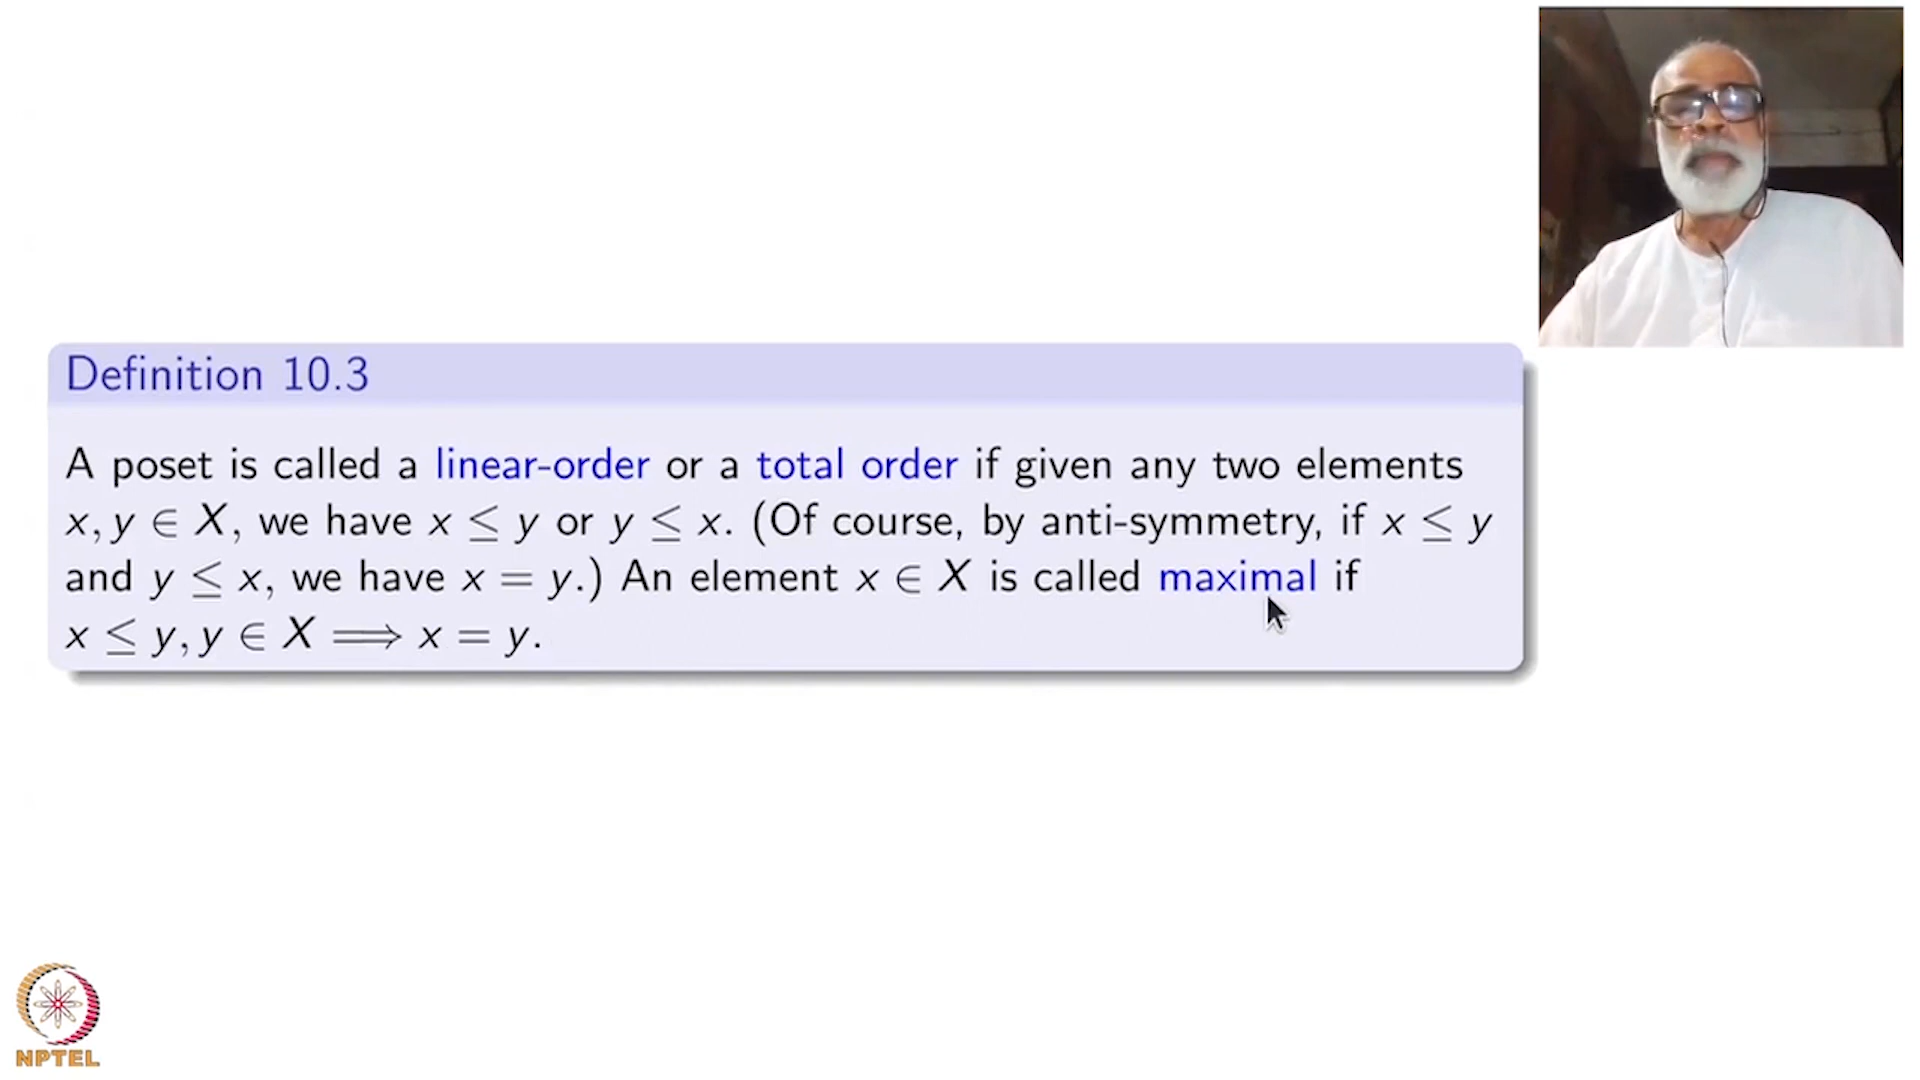 Definition 10.3
A poset is called a linear-order or a total order if given any two elements
x, y ∈ X, we have x ≤ y or y ≤ x. (Of course, by anti-symmetry, if x ≤ y
and y ≤ x, we have x = y.) An element x ∈ X is called maximal if
x ≤ y, y ∈ X ⟹ x = y.
NPTEL